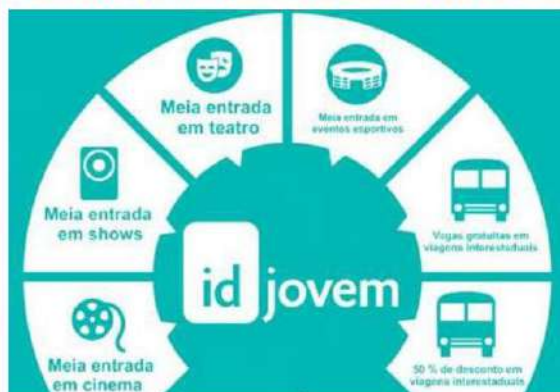 Meia entrada
em teatro
Meia entrada em
eventos esportivos
Meia entrada
em shows
Vagas gratuitas em
viagens interestaduais
id jovem
Meia entrada
em cinema
50 % de desconto em
viagens interestaduais